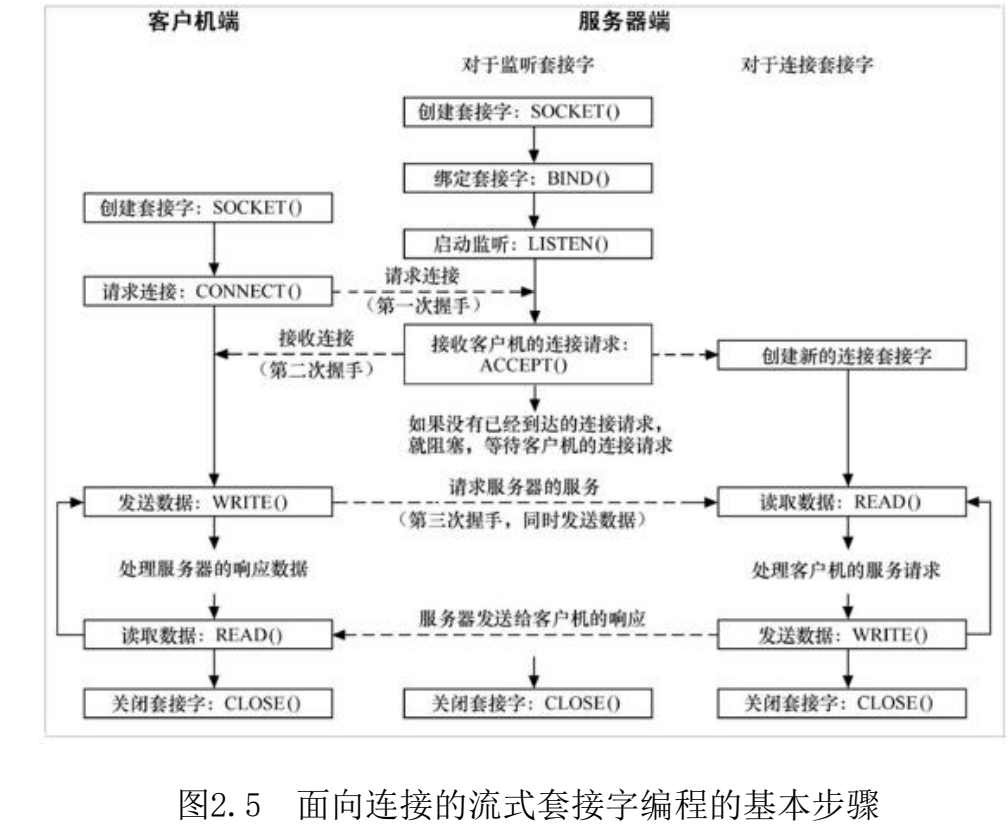 客户机端
服务器端
对于监听套接字
对于连接套接字
创建套接字：SOCKET()
绑定套接字：BIND()
创建套接字：SOCKET()
启动监听：LISTEN()
请求连接：CONNECT()
请求连接
（第一次握手）
接收连接
（第二次握手）
接收客户机的连接请求：
ACCEPT()
创建新的连接套接字
如果没有已经到达的连接请求，
就阻塞，等待客户机的连接请求
发送数据：WRITE()
请求服务器的服务
（第三次握手，同时发送数据）
读取数据：READ()
处理服务器的响应数据
处理客户机的服务请求
读取数据：READ()
服务器发送给客户机的响应
发送数据：WRITE()
关闭套接字：CLOSE()
关闭套接字：CLOSE()
关闭套接字：CLOSE()
图2.5 面向连接的流式套接字编程的基本步骤